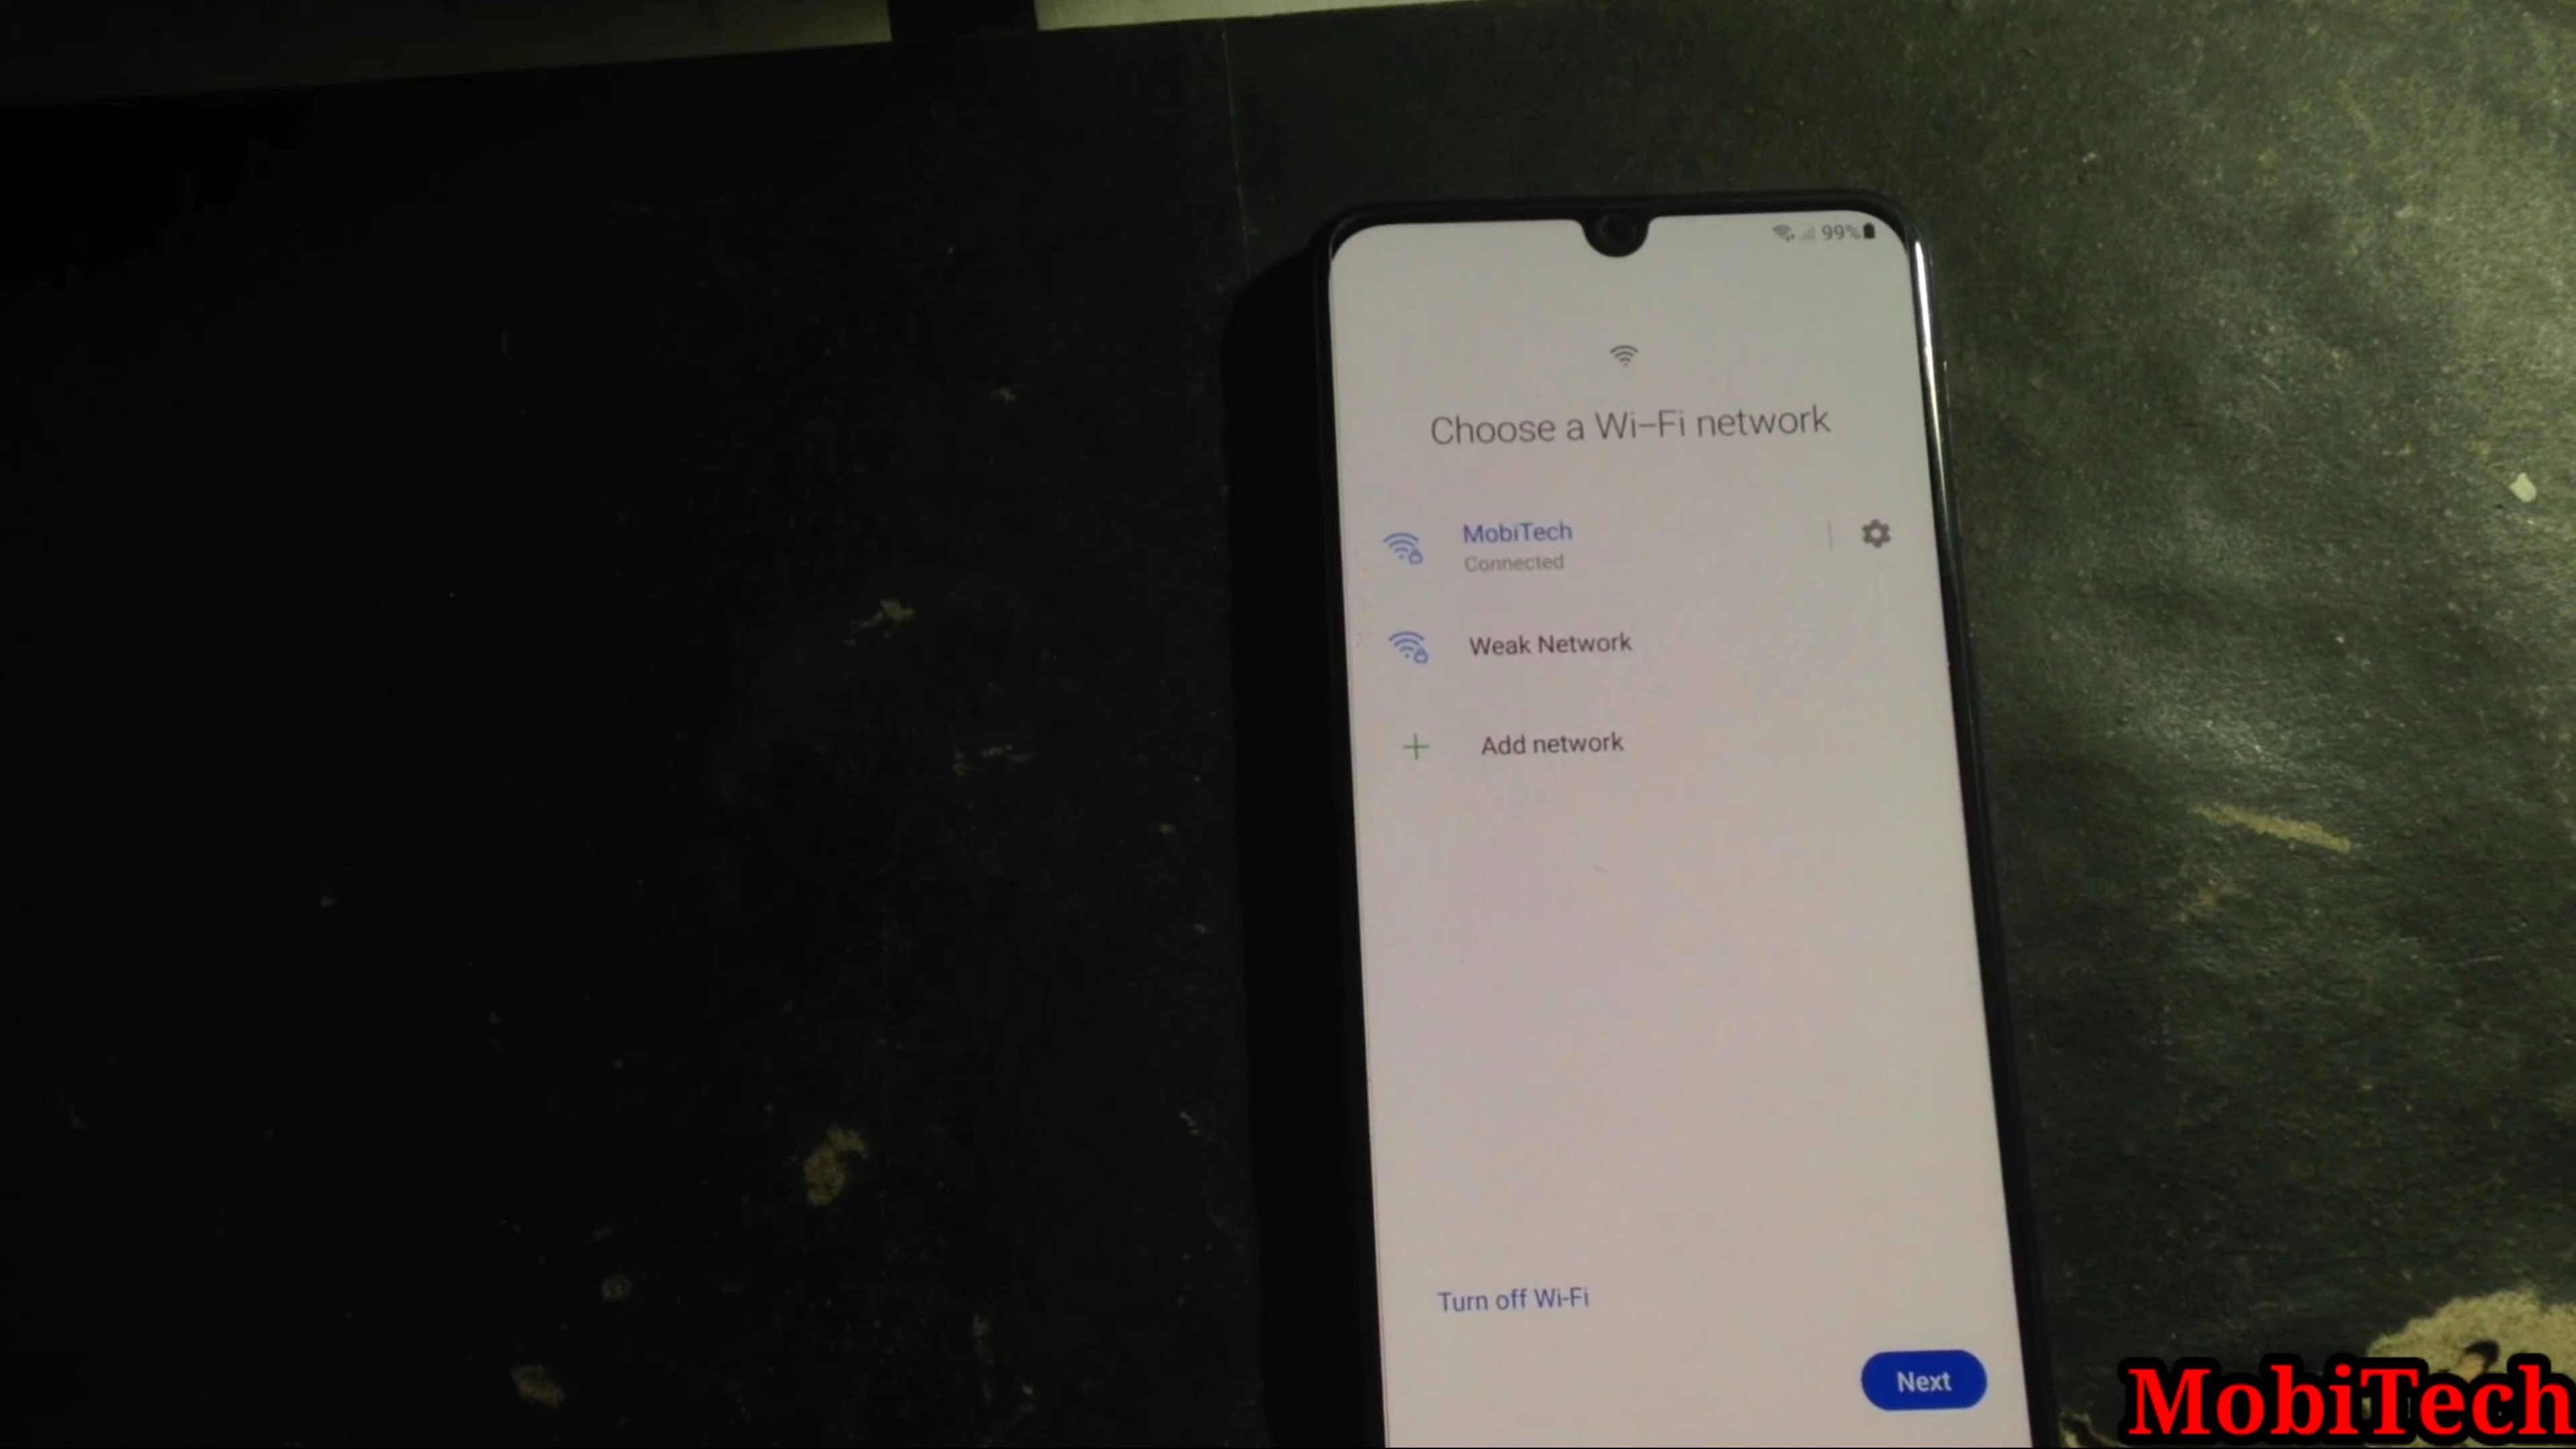 99%
Choose a Wi-Fi network
MobiTech
Connected
Weak Network
Add network
Turn off Wi-Fi
Next
MobiTech